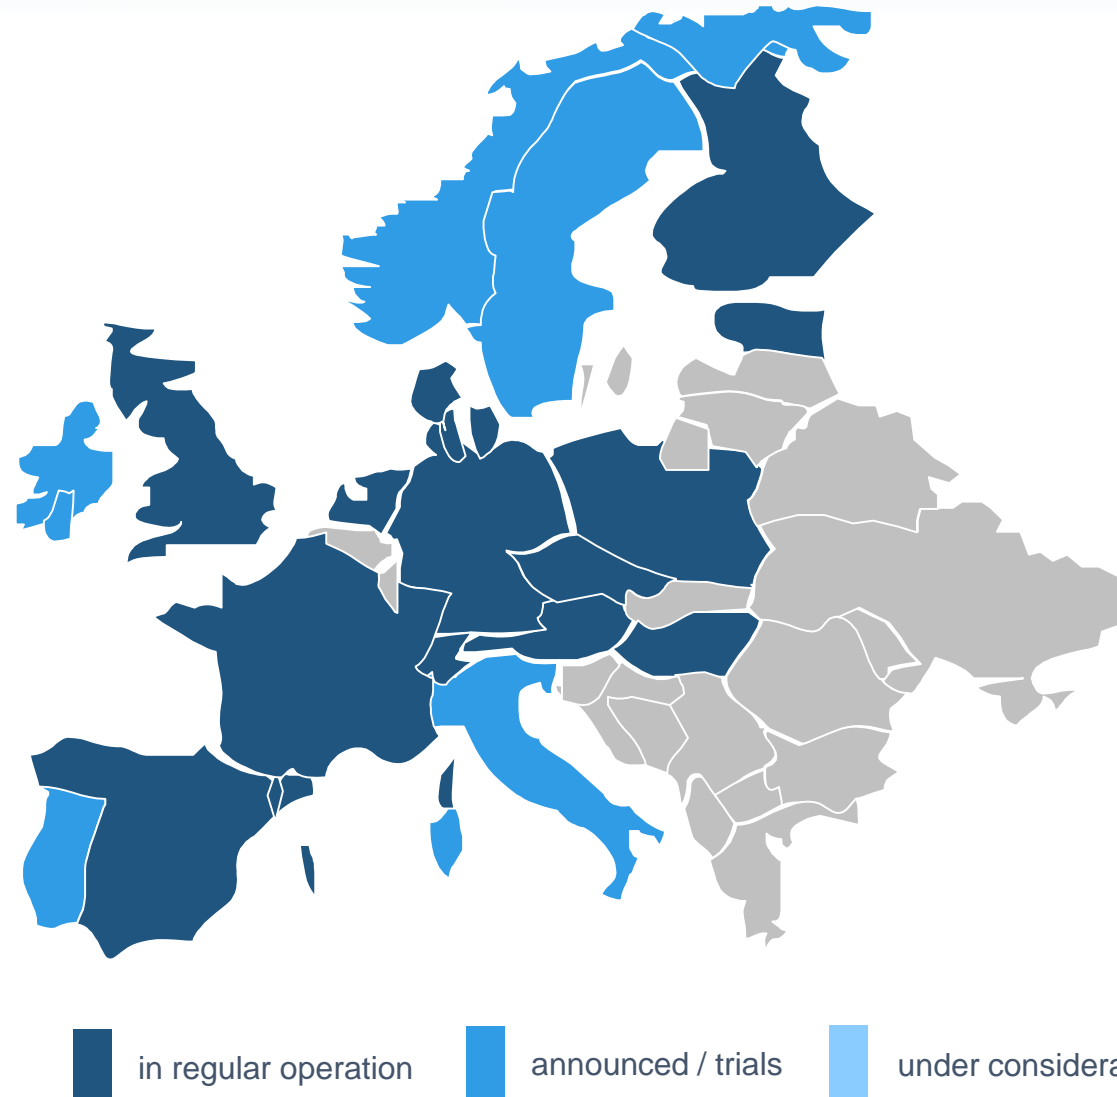 in regular operation
announced / trials
under considera